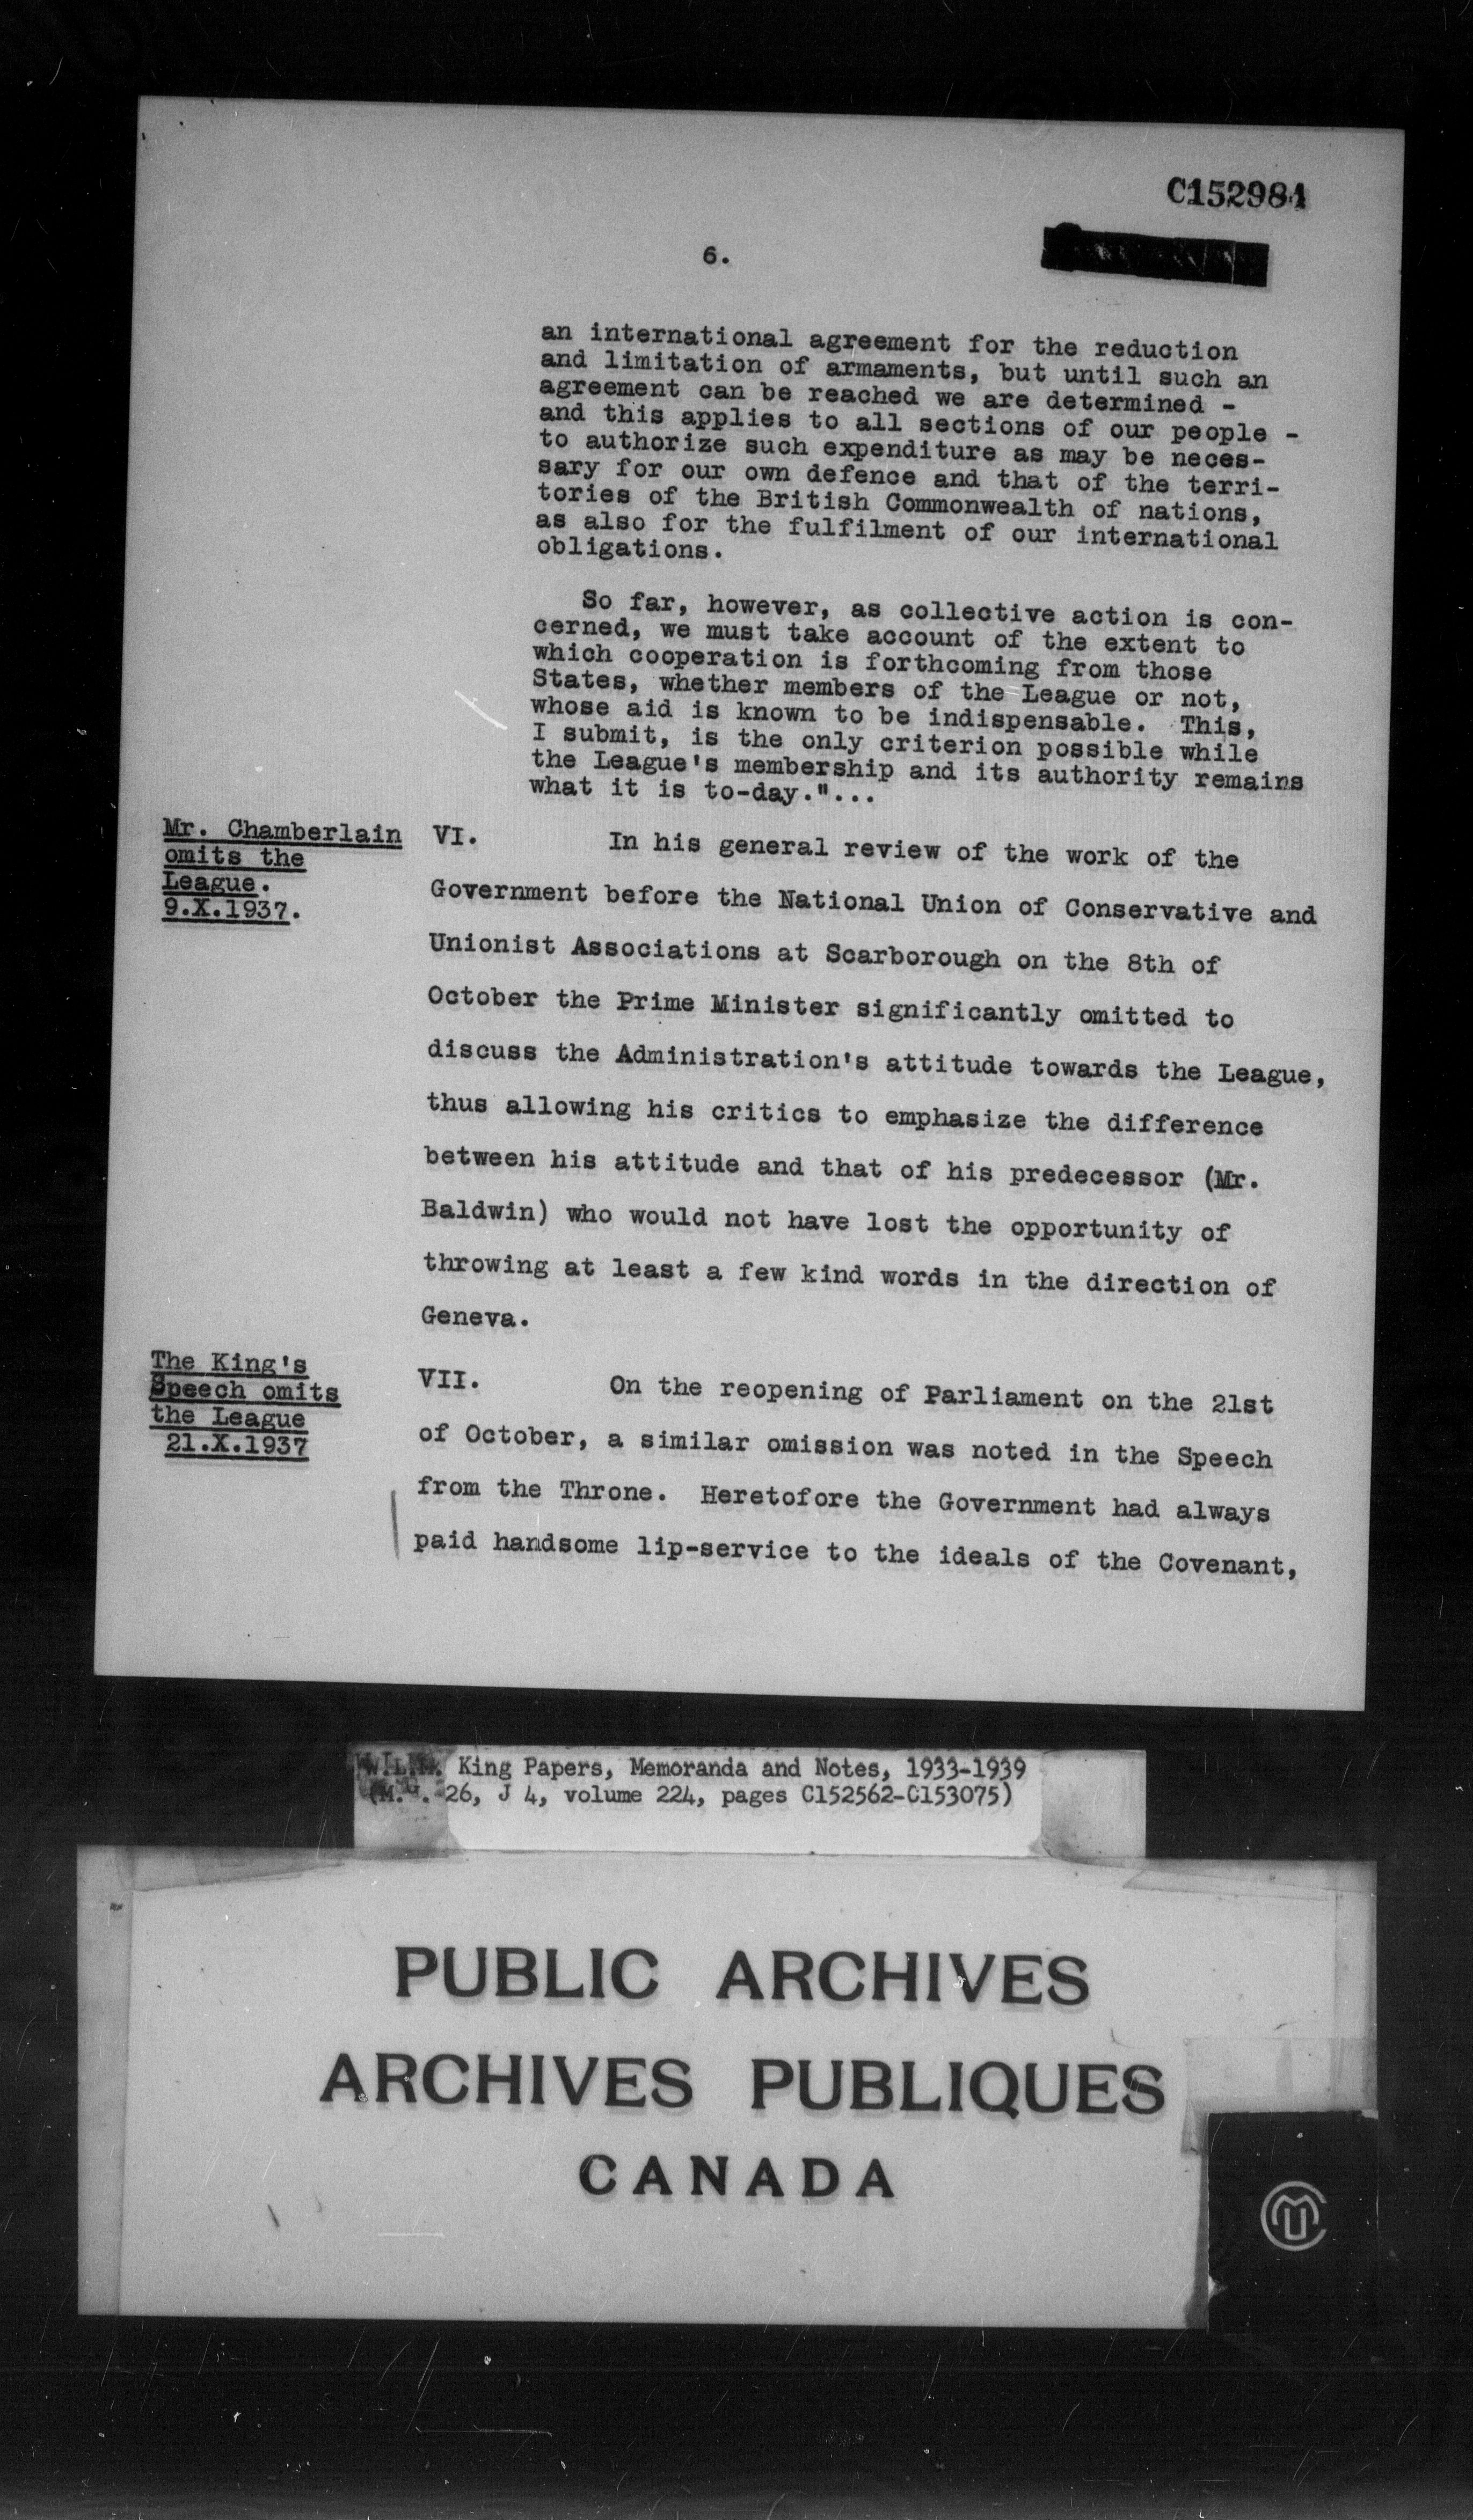 C152981
6.
an international agreement for the reduction
and limitation of armaments, but until such an
agreement can be reached we are determined -
and this applies to all sections of our people -
to authorize such expenditure as may be neces-
sary for our own defence and that of the terri-
tories of the British Commonwealth of nations,
as also for the fulfilment of our international
obligations.
So far, however, as collective action is con-
cerned, we must take account of the extent to
which cooperation is forthcoming from those
States, whether members of the League or not,
whose aid is known to be indispensable. This,
I submit, is the only criterion possible while
the League's membership and its authority remains
what it is to-day."...
Mr. Chamberlain
omits the
League.
9.X.1937.
VI. In his general review of the work of the
Government before the National Union of Conservative and
Unionist Associations at Scarborough on the 8th of
October the Prime Minister significantly omitted to
discuss the Administration's attitude towards the League,
thus allowing his critics to emphasize the difference
between his attitude and that of his predecessor (Mr.
Baldwin) who would not have lost the opportunity of
throwing at least a few kind words in the direction of
Geneva.
The King's
Speech omits
the League
21.X.1937
VII. On the reopening of Parliament on the 21st
of October, a similar omission was noted in the Speech
from the Throne. Heretofore the Government had always
paid handsome lip-service to the ideals of the Covenant,
W.L.M. King Papers, Memoranda and Notes, 1933-1939
(M.G. 26, J 4, volume 224, pages C152562-C153075)
PUBLIC ARCHIVES
ARCHIVES PUBLIQUES
CANADA